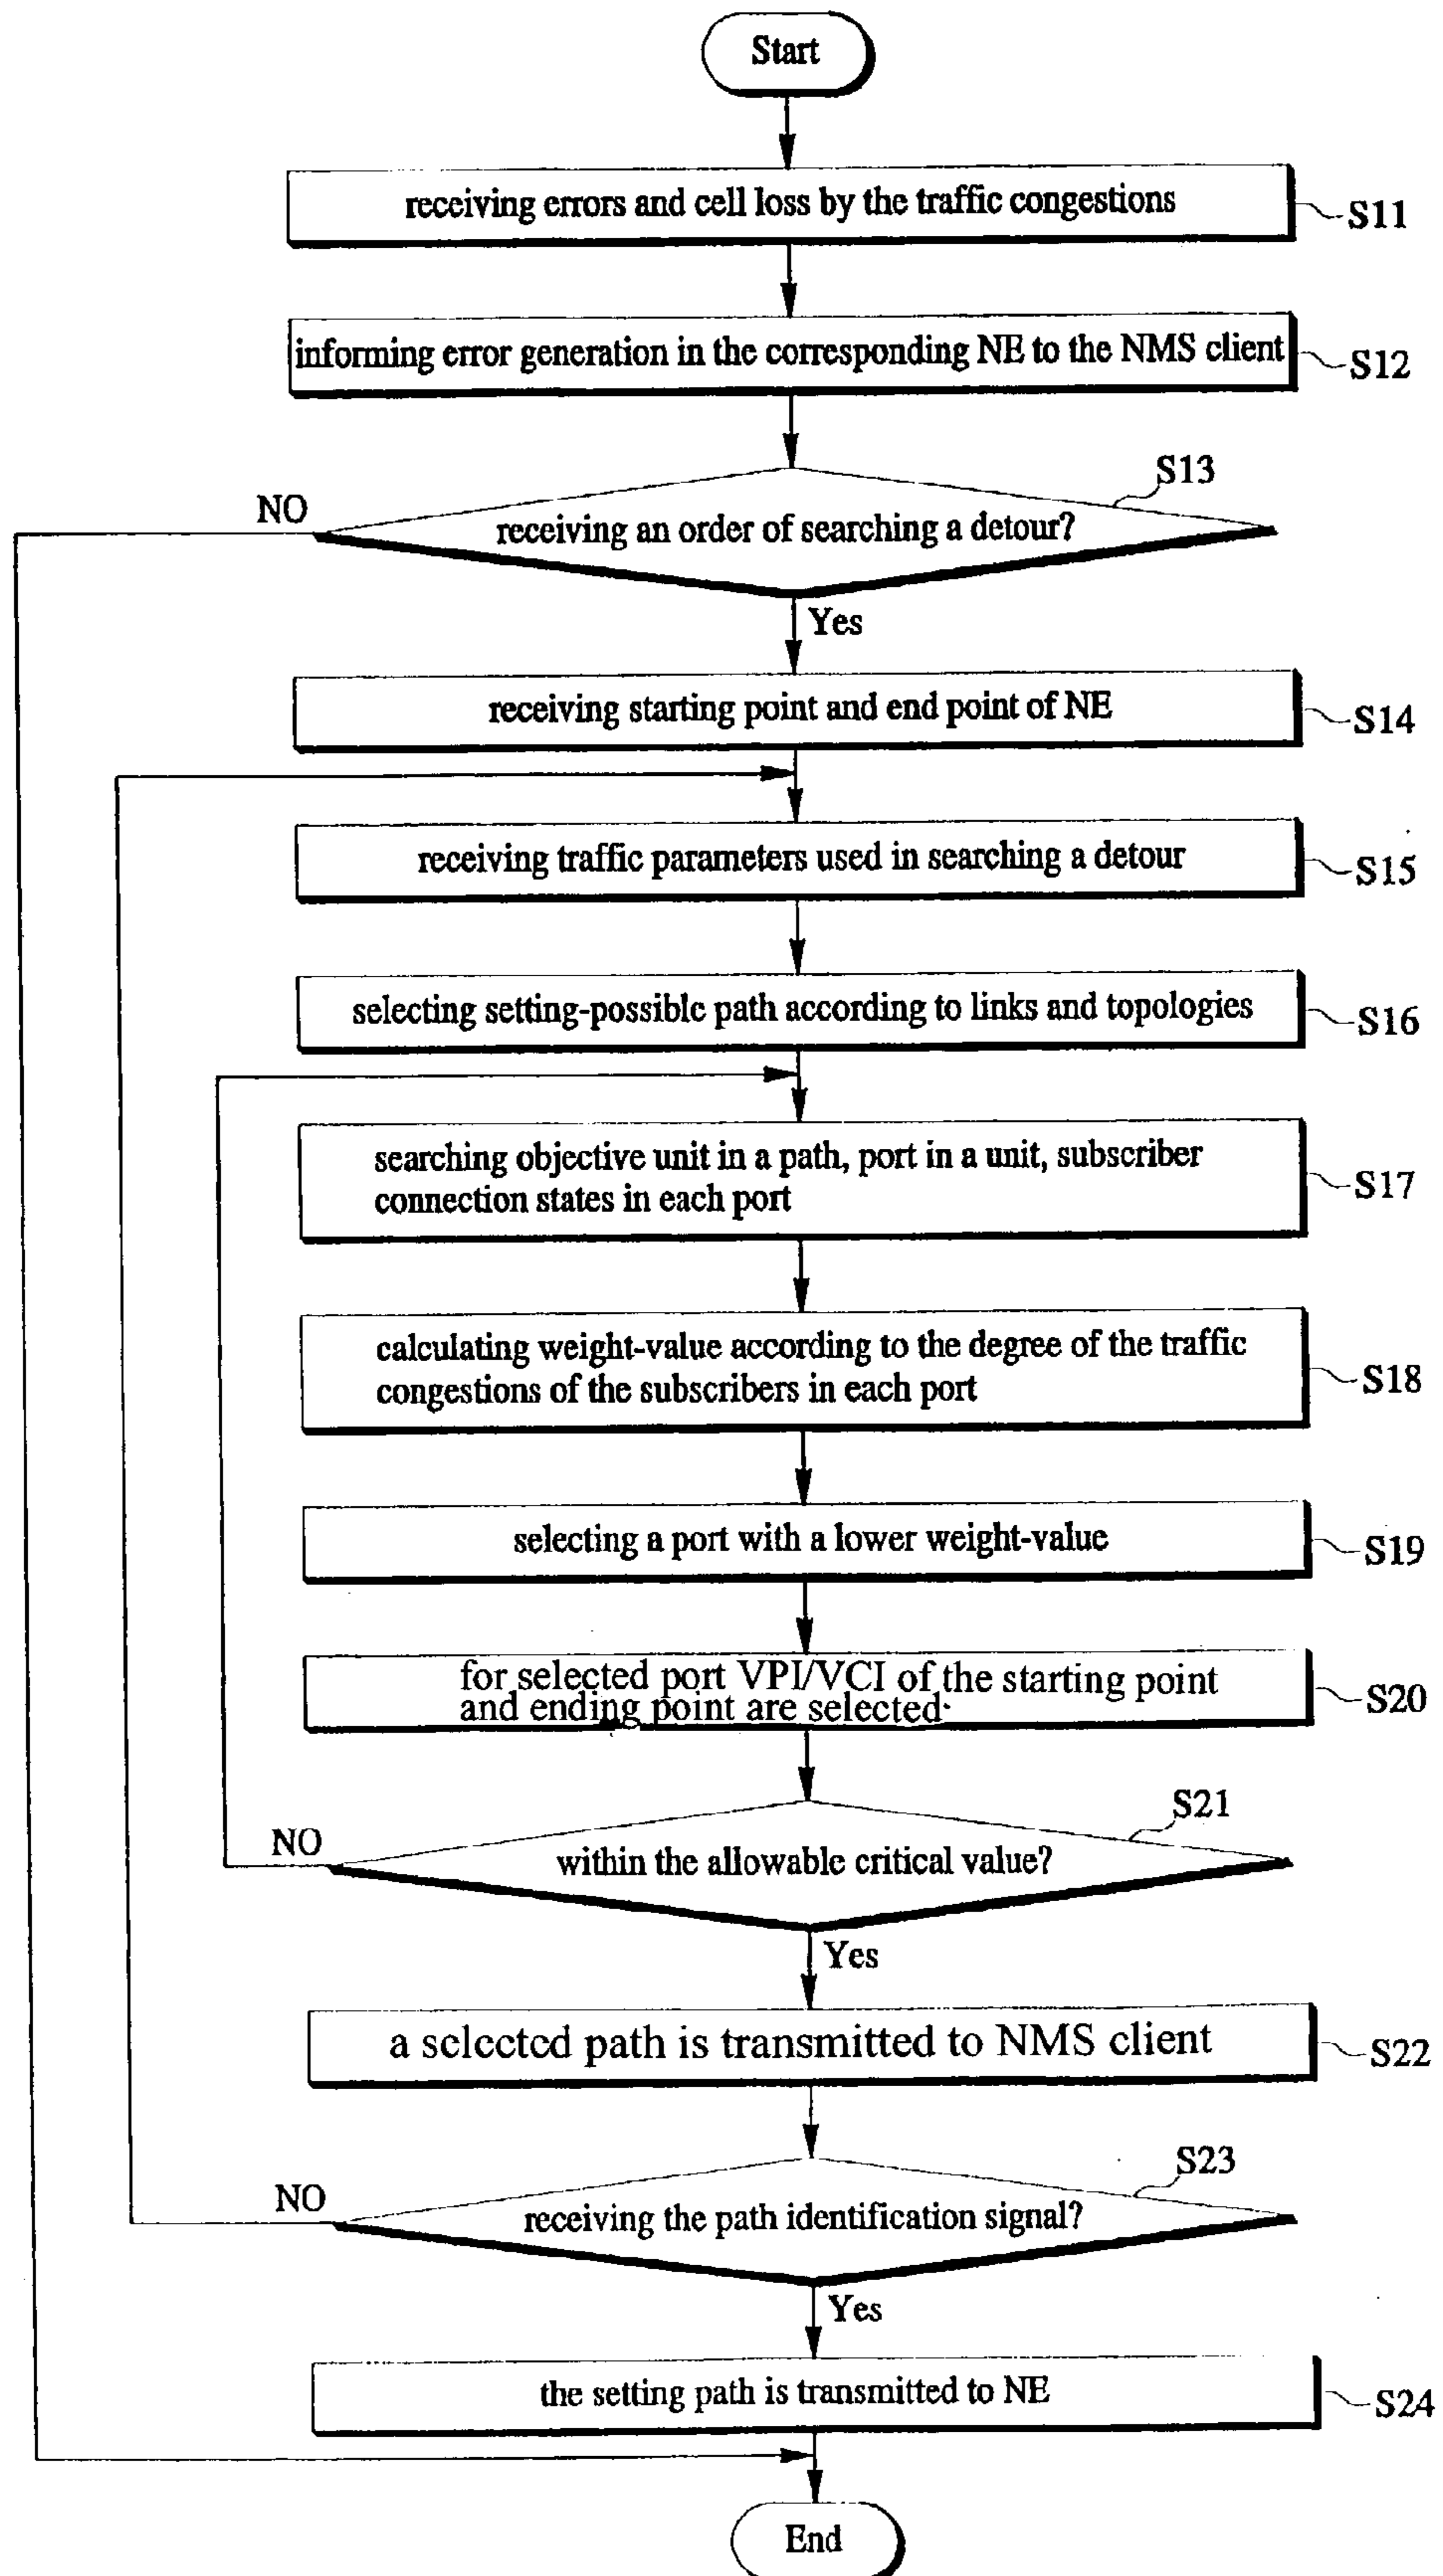 Start
receiving errors and cell loss by the traffic congestions
S11
informing error generation in the corresponding NE to the NMS client
S12
S13
NO
receiving an order of searching a detour?
Yes
receiving starting point and end point of NE
S14
receiving traffic parameters used in searching a detour
S15
selecting setting-possible path according to links and topologies
S16
searching objective unit in a path, port in a unit, subscriber
connection states in each port
S17
calculating weight-value according to the degree of the traffic
congestions of the subscribers in each port
S18
selecting a port with a lower weight-value
S19
for selected port VPI/VCI of the starting point
and ending point are selected.
S20
S21
NO
within the allowable critical value?
Yes
a selected path is transmitted to NMS client
S22
S23
NO
receiving the path identification signal?
Yes
the setting path is transmitted to NE
S24
End